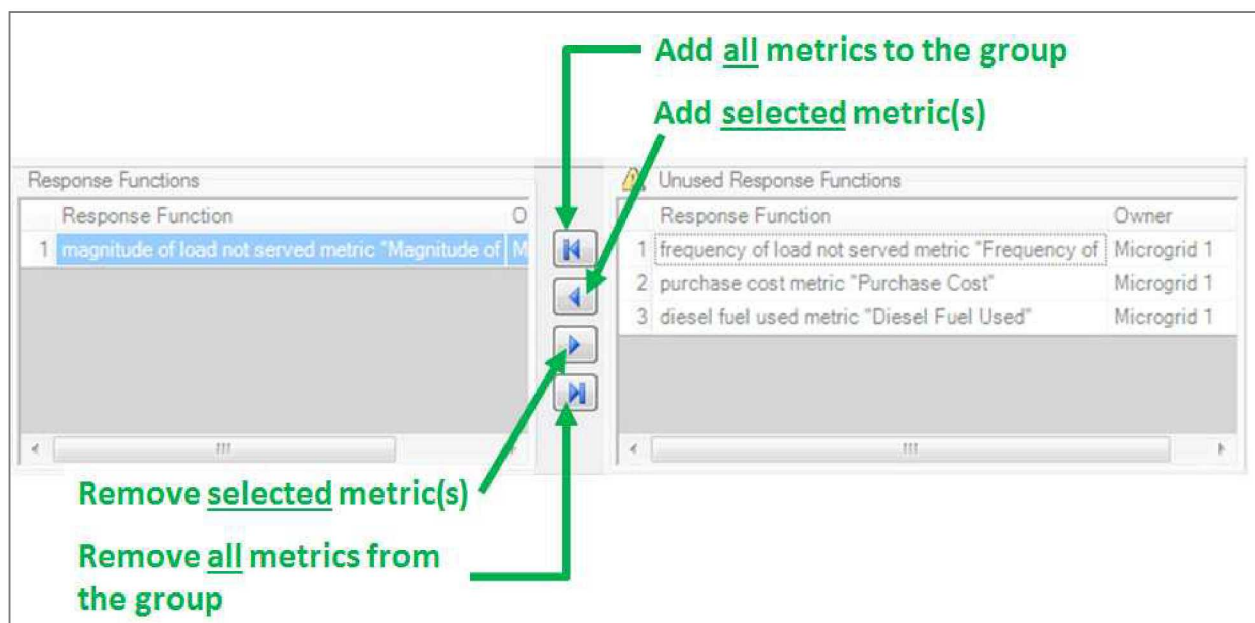 Add all metrics to the group
Add selected metric(s)
Response Functions
Response Function O
1 magnitude of load not served metric "Magnitude of M
Unused Response Functions
Response Function Owner
1 frequency of load not served metric "Frequency of Microgrid 1
2 purchase cost metric "Purchase Cost" Microgrid 1
3 diesel fuel used metric "Diesel Fuel Used" Microgrid 1
Remove selected metric(s)
Remove all metrics from
the group